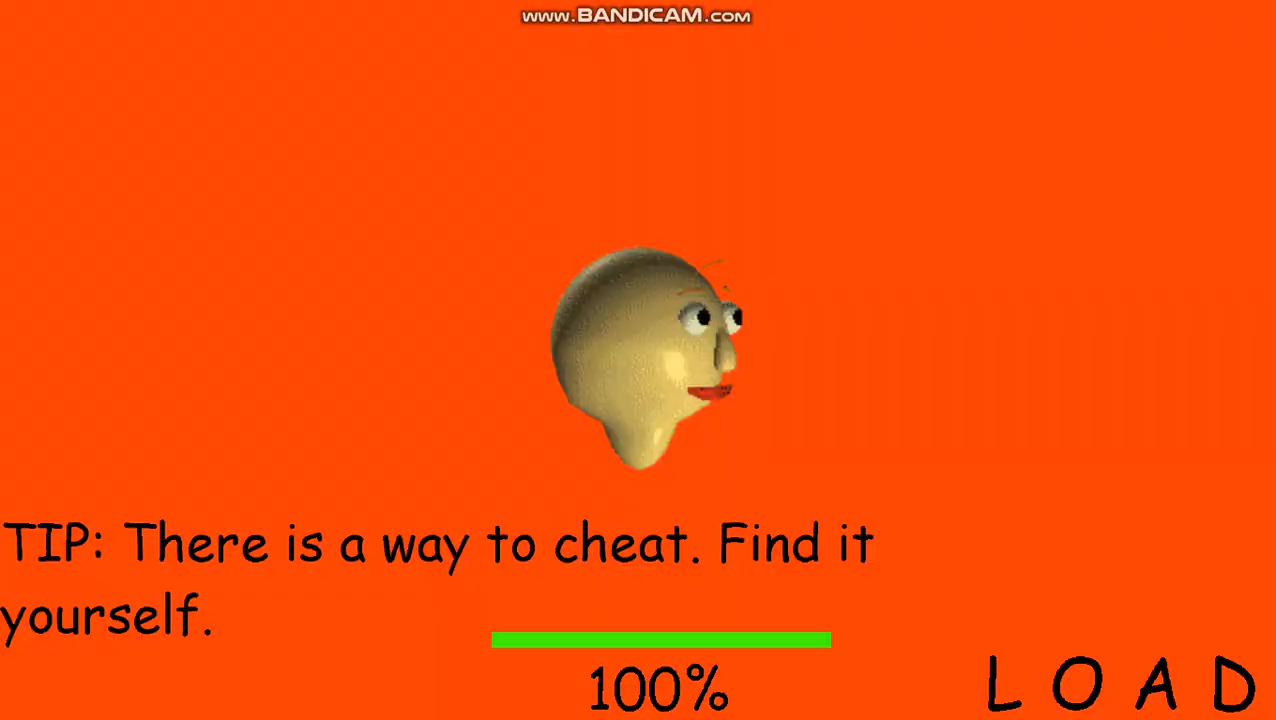 www.BANDICAM.com
TIP: There is a way to cheat. Find it
yourself.
100%
L O A D